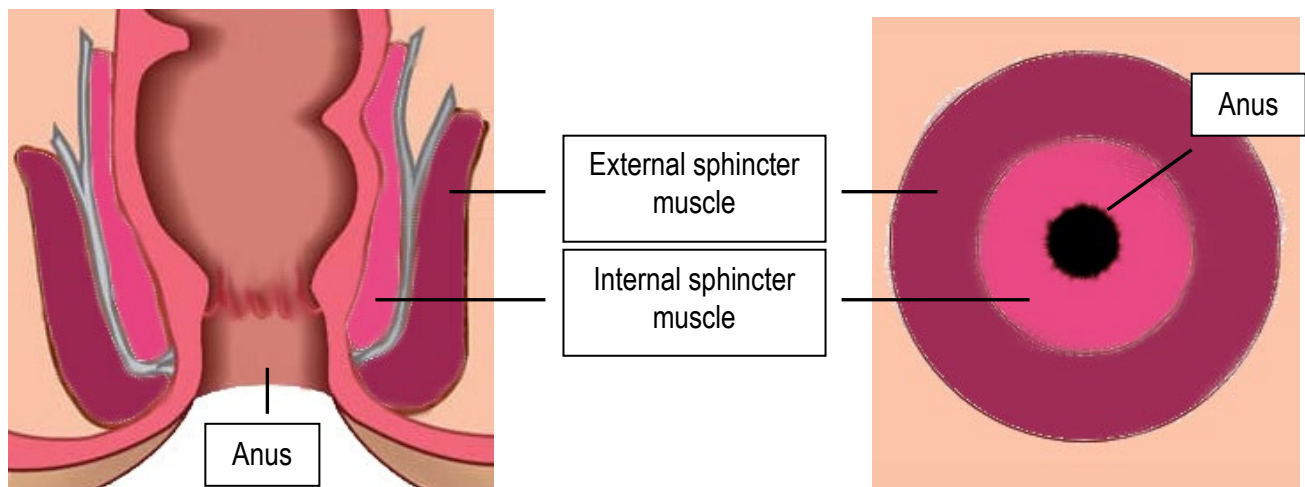 Anus
External sphincter
muscle
Internal sphincter
muscle
Anus